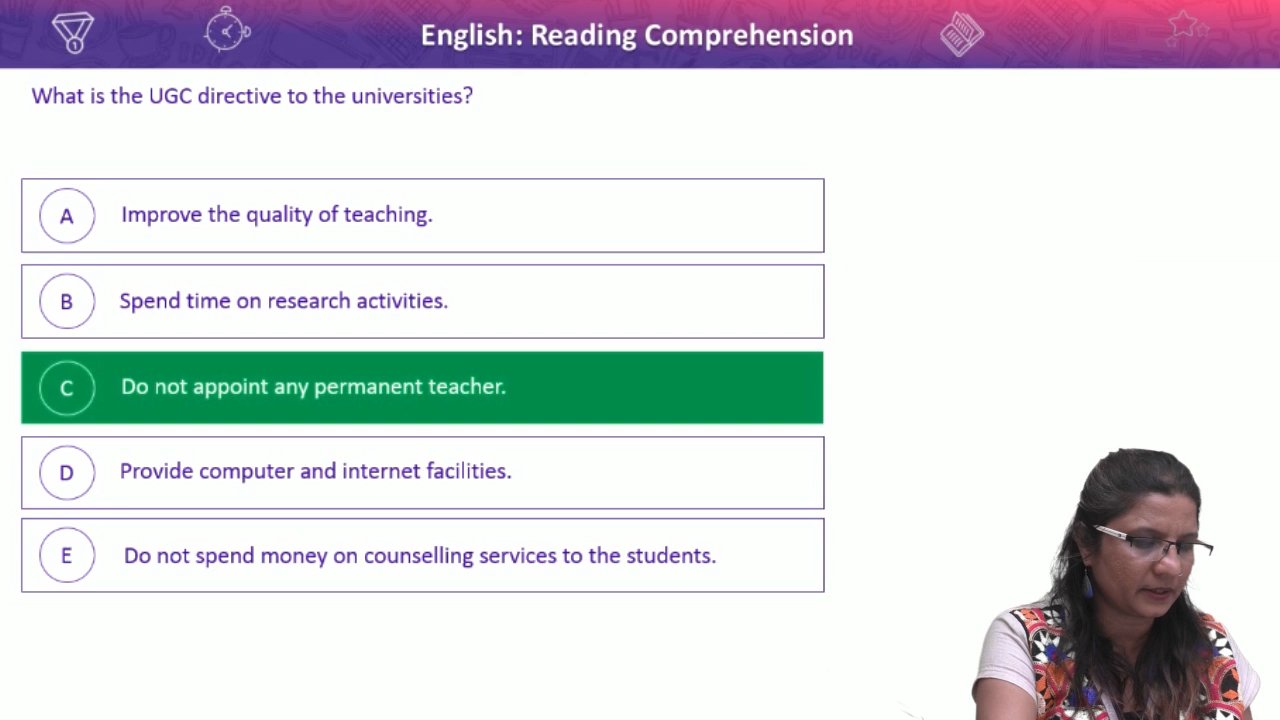 English: Reading Comprehension
What is the UGC directive to the universities?
A Improve the quality of teaching.
B Spend time on research activities.
C Do not appoint any permanent teacher.
D Provide computer and internet facilities.
E Do not spend money on counselling services to the students.